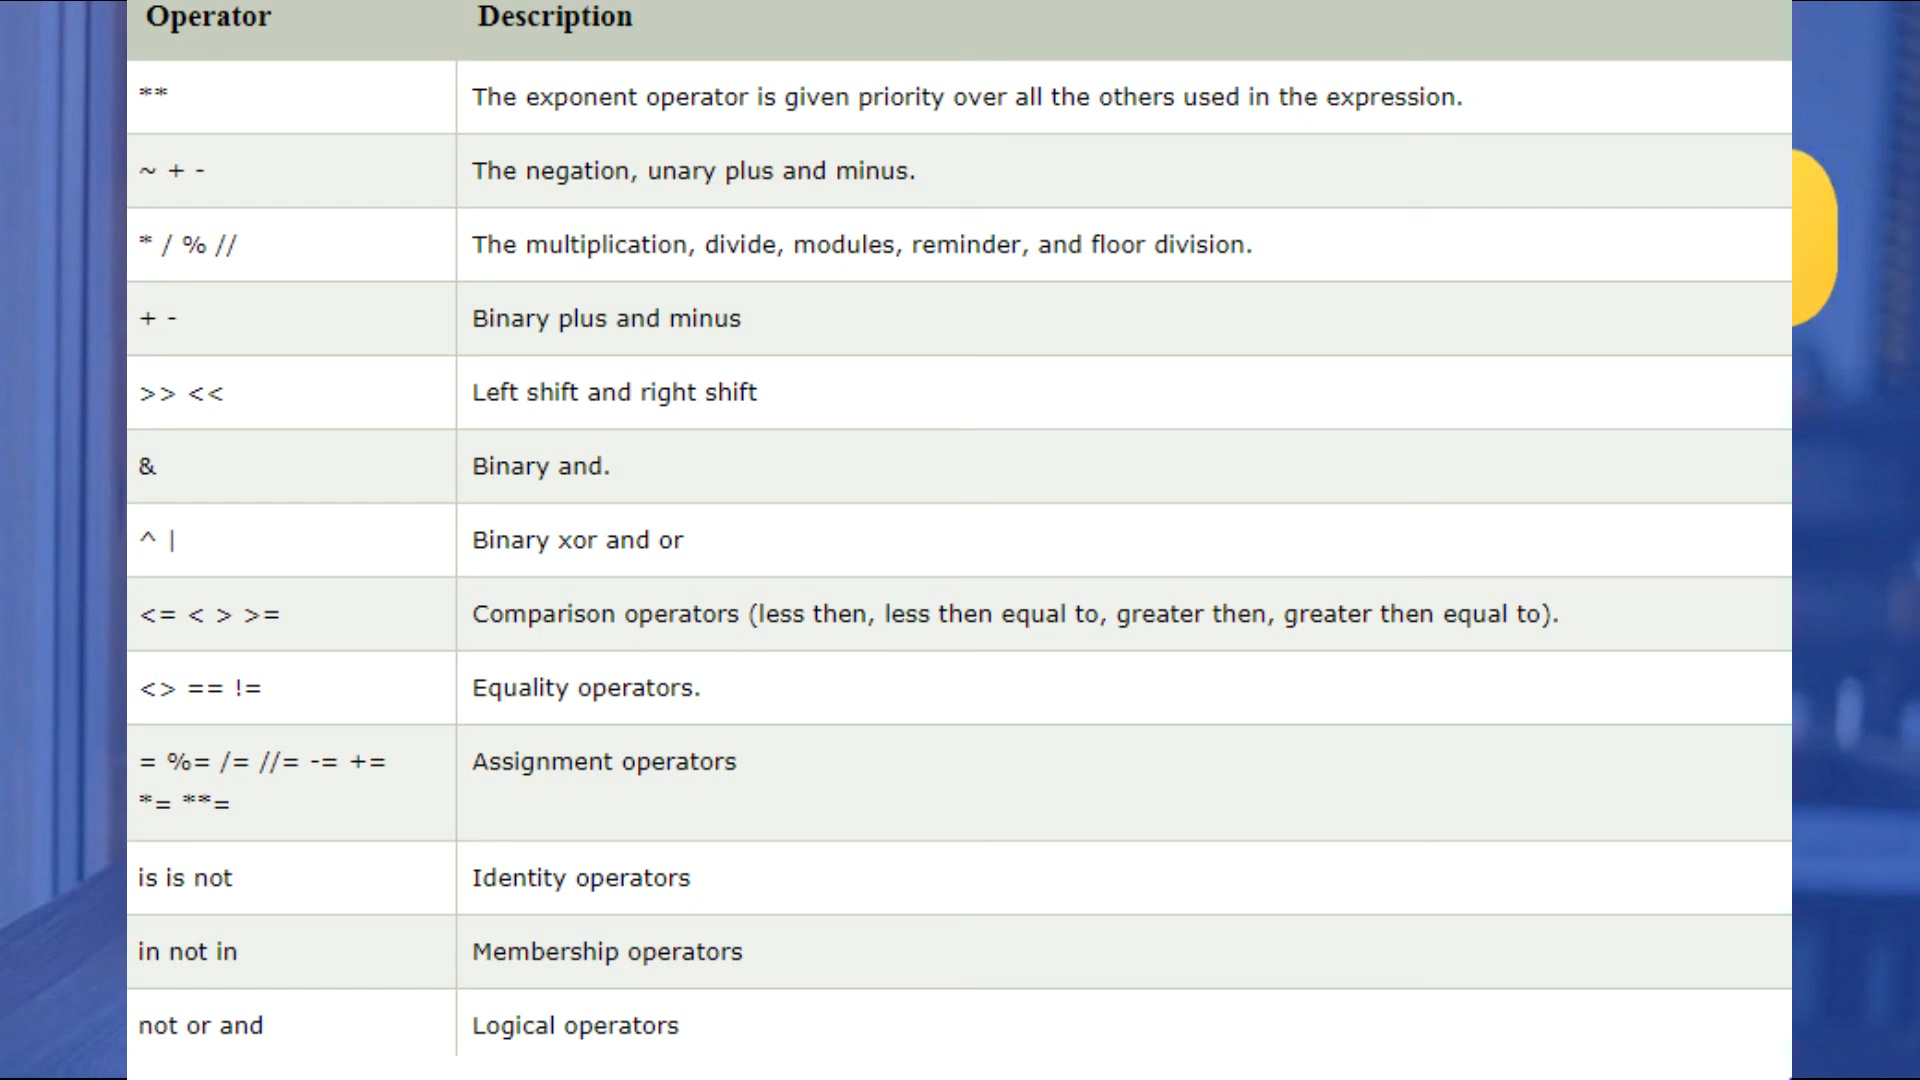 Operator Description
** The exponent operator is given priority over all the others used in the expression.
~ + - The negation, unary plus and minus.
* / % // The multiplication, divide, modules, reminder, and floor division.
+ - Binary plus and minus
>> << Left shift and right shift
& Binary and.
^ | Binary xor and or
<= < > >= Comparison operators (less then, less then equal to, greater then, greater then equal to).
<> == != Equality operators.
= %= /= //= -= += Assignment operators
*= **=
is is not Identity operators
in not in Membership operators
not or and Logical operators